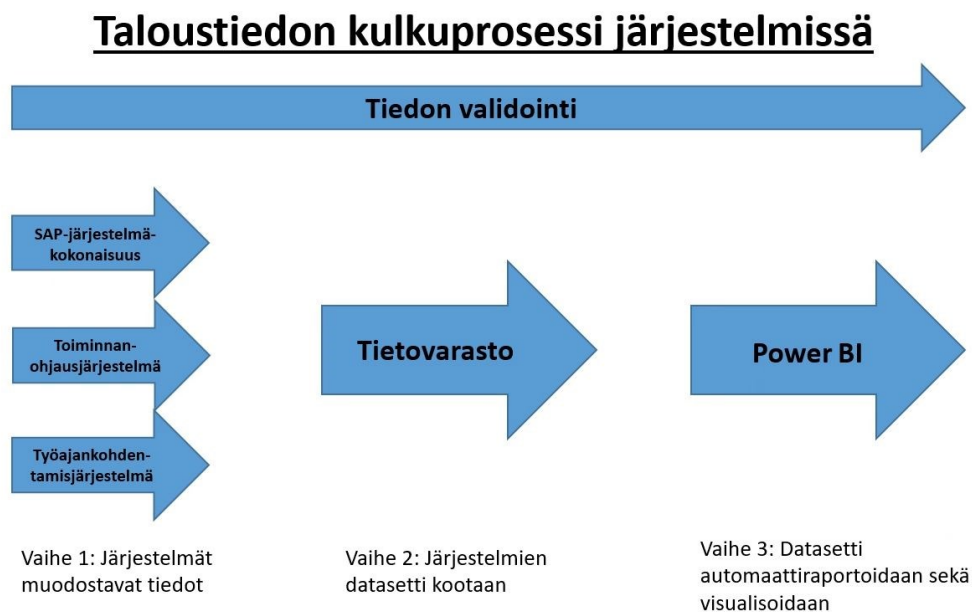 Taloustiedon kulkuprosessi järjestelmissä
Tiedon validointi
SAP-järjestelmä-
kokonaisuus
Toiminnan-
ohjausjärjestelmä
Työajankohden-
tamisjärjestelmä
Tietovarasto
Power BI
Vaihe 1: Järjestelmät
muodostavat tiedot
Vaihe 2: Järjestelmien
datasetti kootaan
Vaihe 3: Datasetti
automaattiraportoidaan sekä
visualisoidaan